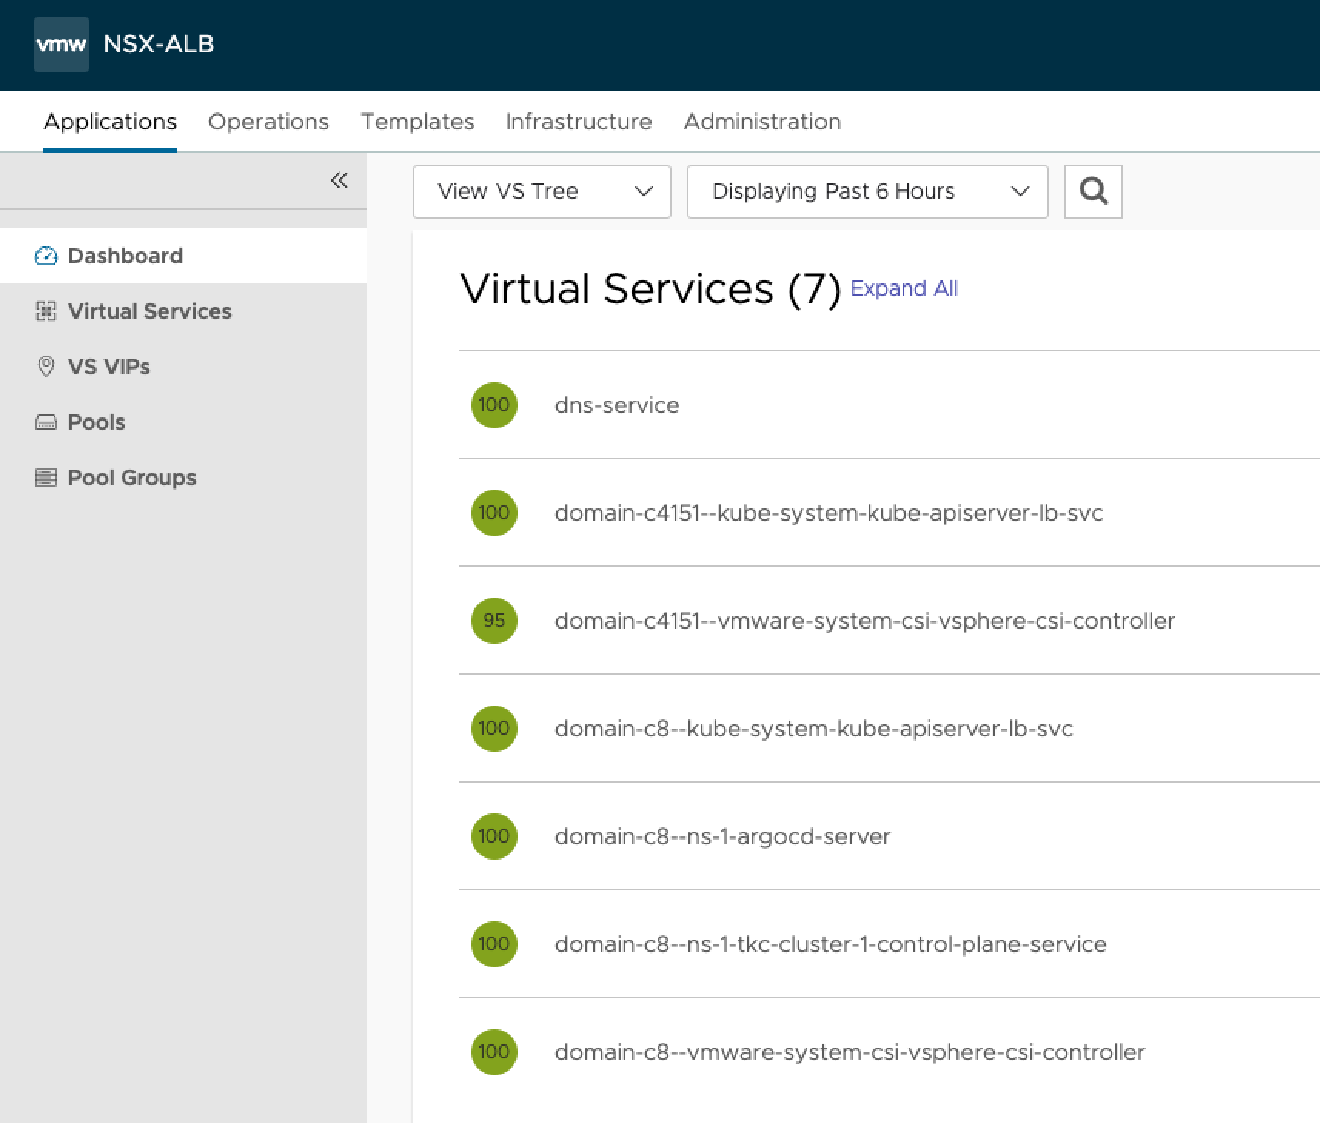 vmw NSX-ALB
Applications Operations Templates Infrastructure Administration
View VS Tree Displaying Past 6 Hours
Dashboard
Virtual Services
VS VIPs
Pools
Pool Groups
Virtual Services (7) Expand All
100 dns-service
100 domain-c4151--kube-system-kube-apiserver-lb-svc
95 domain-c4151--vmware-system-csi-vsphere-csi-controller
100 domain-c8--kube-system-kube-apiserver-lb-svc
100 domain-c8--ns-1-argocd-server
100 domain-c8--ns-1-tkc-cluster-1-control-plane-service
100 domain-c8--vmware-system-csi-vsphere-csi-controller